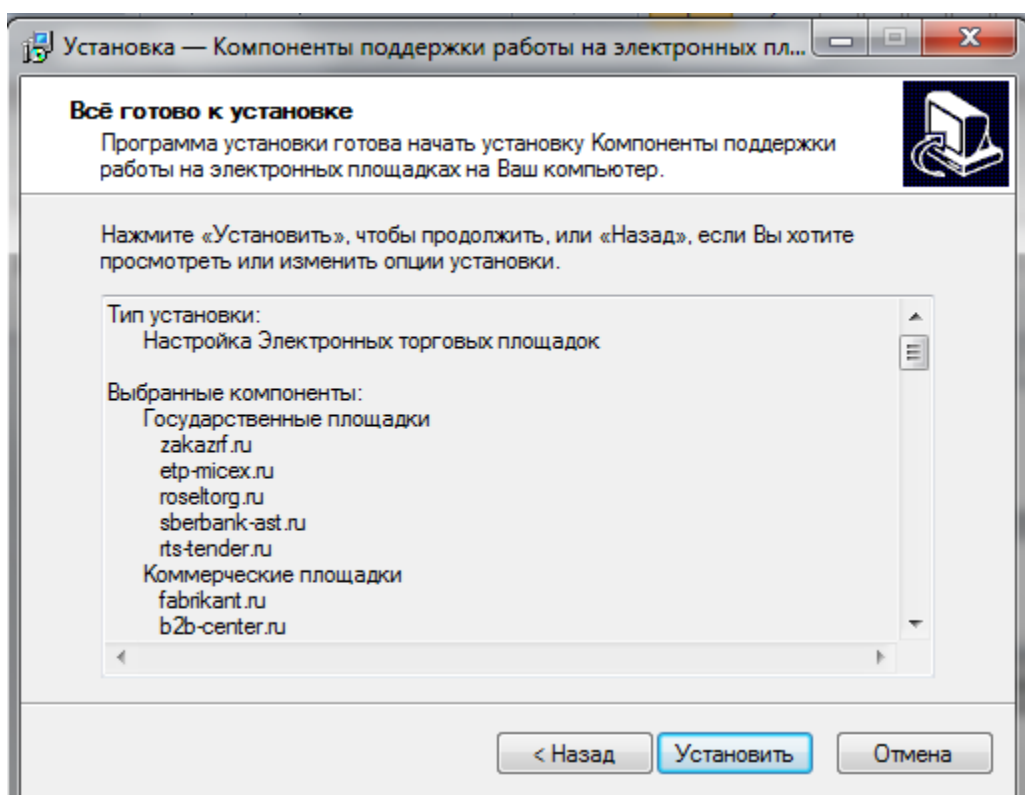 Установка — Компоненты поддержки работы на электронных пл...
Всё готово к установке
Программа установки готова начать установку Компоненты поддержки
работы на электронных площадках на Ваш компьютер.
Нажмите «Установить», чтобы продолжить, или «Назад», если Вы хотите
просмотреть или изменить опции установки.
Тип установки:
Настройка Электронных торговых площадок
Выбранные компоненты:
Государственные площадки
zakazrf.ru
etp-micex.ru
roseltorg.ru
sberbank-ast.ru
rts-tender.ru
Коммерческие площадки
fabrikant.ru
b2b-center.ru
< Назад
Установить
Отмена